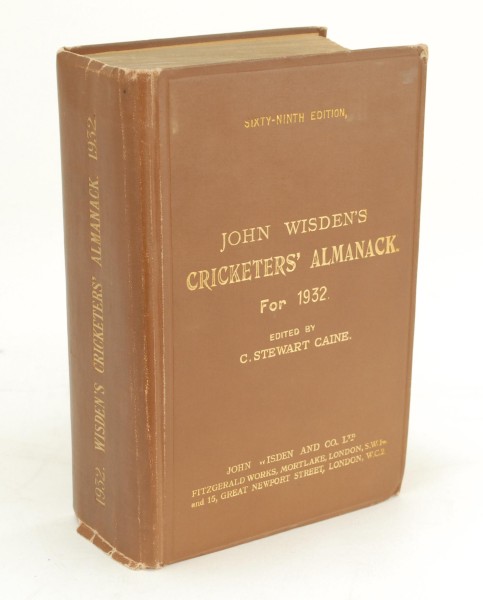 1932. WISDEN'S CRICKETERS' ALMANACK. 1932.
SIXTY-NINTH EDITION,
JOHN WISDEN'S
CRICKETERS' ALMANACK.
For 1932.
EDITED BY
C. STEWART CAINE.
JOHN WISDEN AND CO. LTD
FITZGERALD WORKS, MORTLAKE, LONDON, S.W.
and 15, GREAT NEWPORT STREET, LONDON, W.C.2